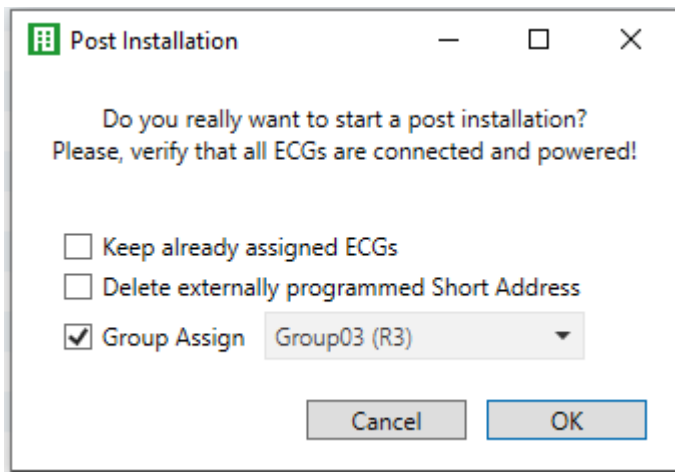 Post Installation
Do you really want to start a post installation?
Please, verify that all ECGs are connected and powered!
Keep already assigned ECGs
Delete externally programmed Short Address
Group Assign Group03 (R3)
Cancel OK